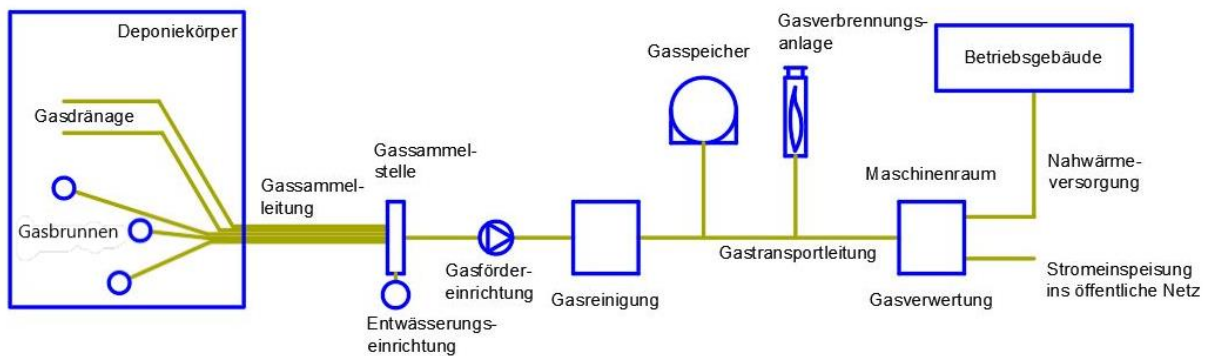 Deponiekörper
Gasdränage
Gasbrunnen
Gassammel-
leitung
Gassammel-
stelle
Entwässerungs-
einrichtung
Gasförder-
einrichtung
Gasreinigung
Gasspeicher
Gasverbrennungs-
anlage
Gastransportleitung
Maschinenraum
Gasverwertung
Betriebsgebäude
Nahwärme-
versorgung
Stromeinspeisung
ins öffentliche Netz